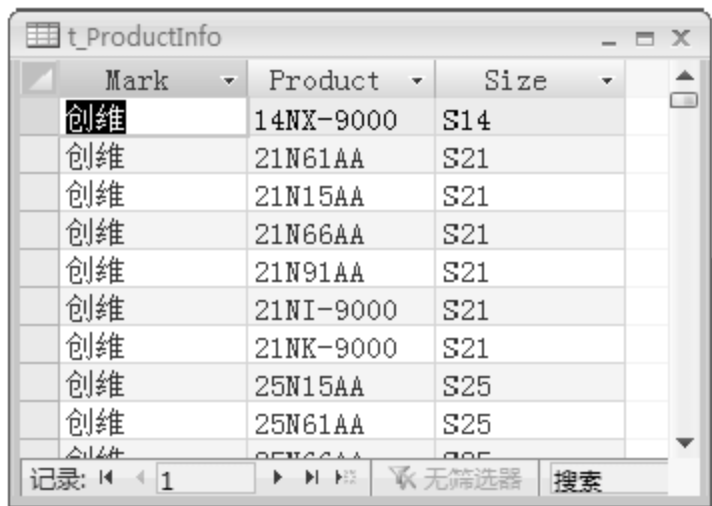 t_ProductInfo
Mark Product Size
创维 14NX-9000 S14
创维 21N61AA S21
创维 21N15AA S21
创维 21N66AA S21
创维 21N91AA S21
创维 21NI-9000 S21
创维 21NK-9000 S21
创维 25N15AA S25
创维 25N61AA S25
记录: 1 无筛选器 搜索